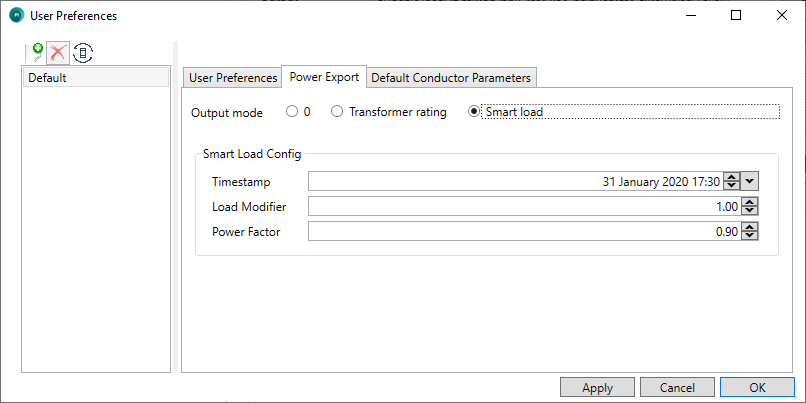 User Preferences
Default
User Preferences Power Export Default Conductor Parameters
Output mode 0 Transformer rating Smart load
Smart Load Config
Timestamp 31 January 2020 17:30
Load Modifier 1.00
Power Factor 0.90
Apply Cancel OK